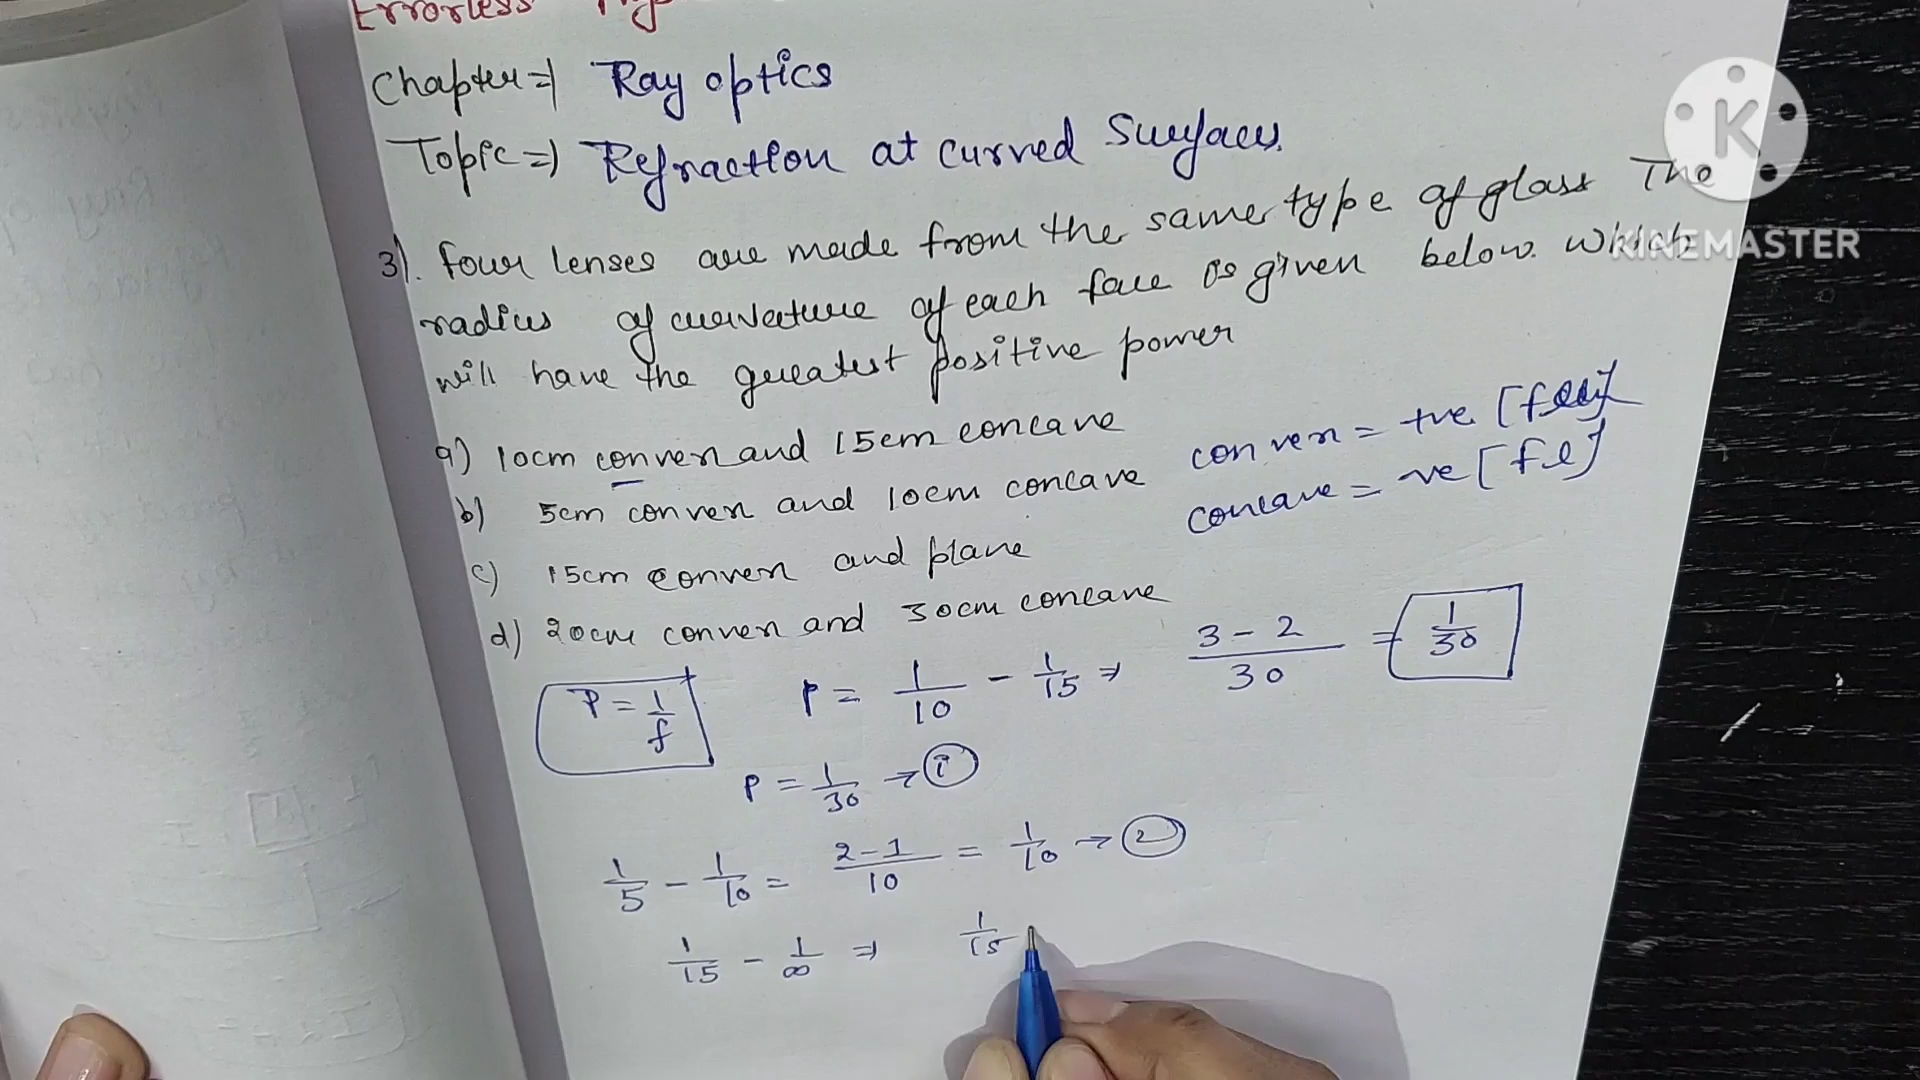 Errorless
Chapter⇒ Ray optics
Topic⇒ Refraction at curved Surfaces.
3). four lenses are made from the same type of glass The
radius of curvature of each face is given below. which
will have the greatest positive power
a) 10cm convex and 15cm concave
b) 5cm convex and 10cm concave
c) 15cm convex and plane
d) 20cm convex and 30cm concave
convex = +ve [
concave = -ve [
P = 1/f
P = 1/10 - 1/15 ⇒ 3-2/30 = 1/30
P = 1/30 → (i)
1/5 - 1/10 = 2-1/10 = 1/10 → (2)
1/15 - 1/∞ ⇒ 1/15
K
KINEMASTER